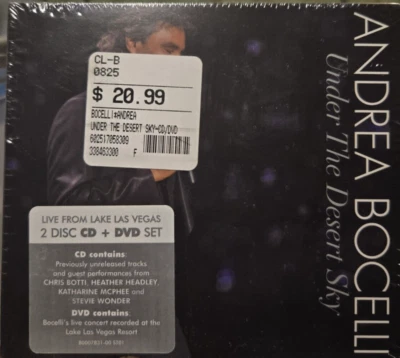 CL-B
0825
$ 20.99
BOCELLI*ANDREA
UNDER THE DESERT SKY-CD/DVD
602517058309
338463300 F
ANDREA BOCELLI
Under The Desert Sky
LIVE FROM LAKE LAS VEGAS
2 DISC CD + DVD SET
CD contains:
Previously unreleased tracks
and guest performances from
CHRIS BOTTI, HEATHER HEADLEY
KATHARINE MCPHEE and
STEVIE WONDER
DVD contains:
Bocelli's live concert recorded at the
Lake Las Vegas Resort